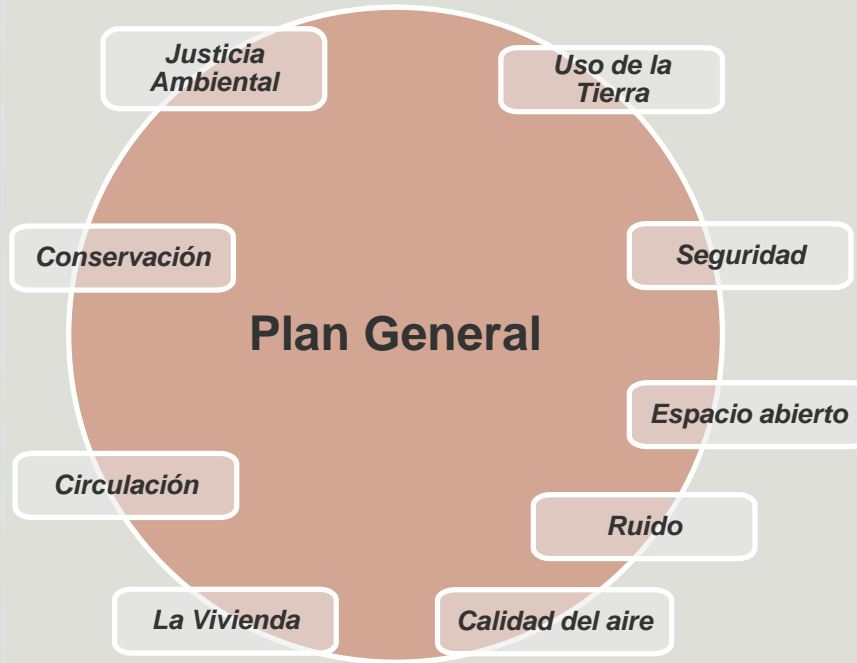 Justicia
Ambiental
Uso de la
Tierra
Conservación
Seguridad
Plan General
Espacio abierto
Circulación
Ruido
La Vivienda
Calidad del aire